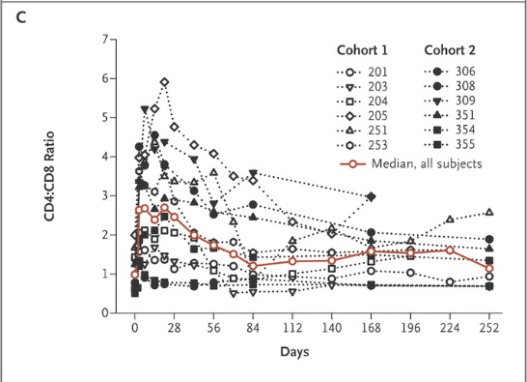 C
7
6
5
4
3
2
1
0
CD4:CD8 Ratio
Cohort 1 Cohort 2
201 306
203 308
204 309
205 351
251 354
253 355
Median, all subjects
0 28 56 84 112 140 168 196 224 252
Days